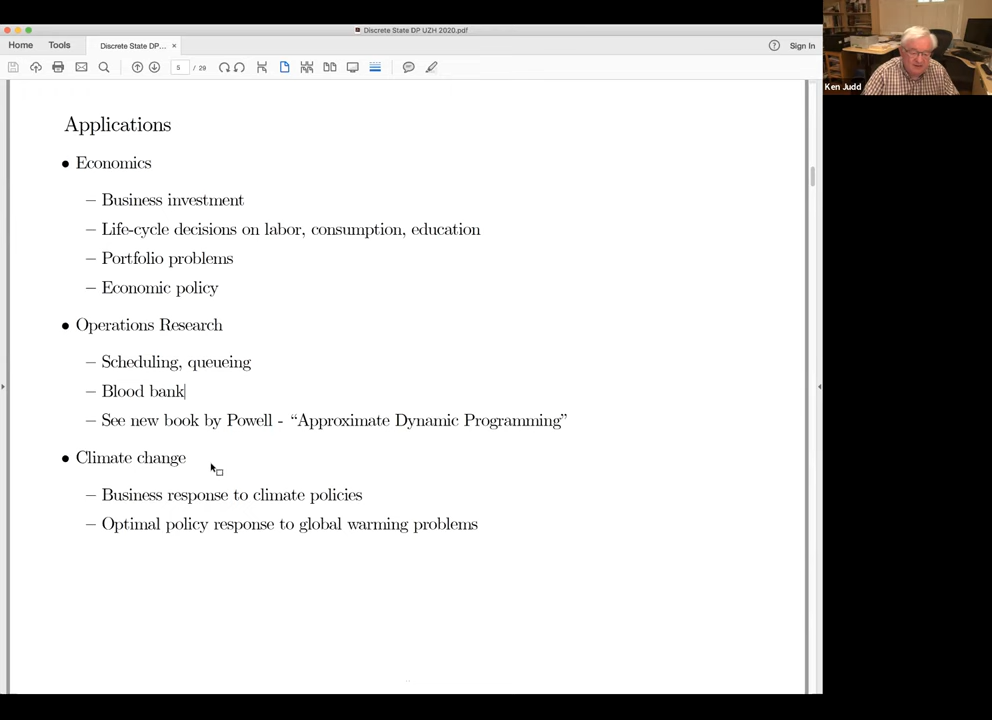 Discrete State DP UZH 2020.pdf
Home Tools Discrete State DP... × Sign In
5 / 29
Ken Judd
Applications
• Economics
– Business investment
– Life-cycle decisions on labor, consumption, education
– Portfolio problems
– Economic policy
• Operations Research
– Scheduling, queueing
– Blood bank
– See new book by Powell - “Approximate Dynamic Programming”
• Climate change
– Business response to climate policies
– Optimal policy response to global warming problems